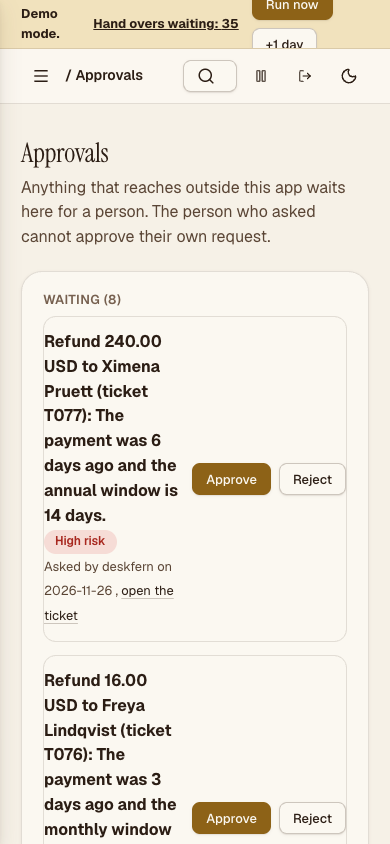 Demo mode.
Hand overs waiting: 35
Run now
+1 day
/ Approvals
Approvals
Anything that reaches outside this app waits
here for a person. The person who asked
cannot approve their own request.
WAITING (8)
Refund 240.00
USD to Ximena
Pruett (ticket
T077): The
payment was 6
days ago and the
annual window is
14 days.
High risk
Asked by deskfern on
2026-11-26 , open the
ticket
Approve
Reject
Refund 16.00
USD to Freya
Lindqvist (ticket
T076): The
payment was 3
days ago and the
monthly window
Approve
Reject